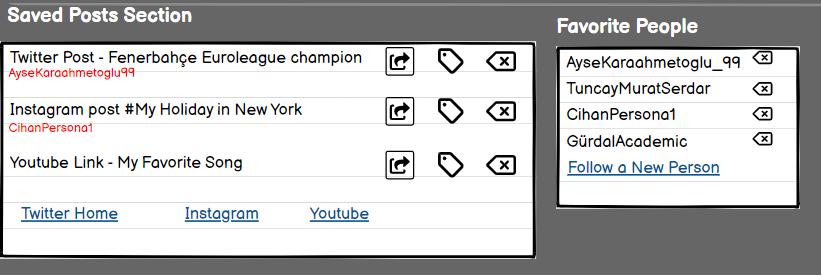 Saved Posts Section
Twitter Post - Fenerbahçe Euroleague champion
AyseKaraahmetoglu99
Instagram post #My Holiday in New York
CihanPersona1
Youtube Link - My Favorite Song
Twitter Home Instagram Youtube
Favorite People
AyseKaraahmetoglu_99
TuncayMuratSerdar
CihanPersona1
GürdalAcademic
Follow a New Person